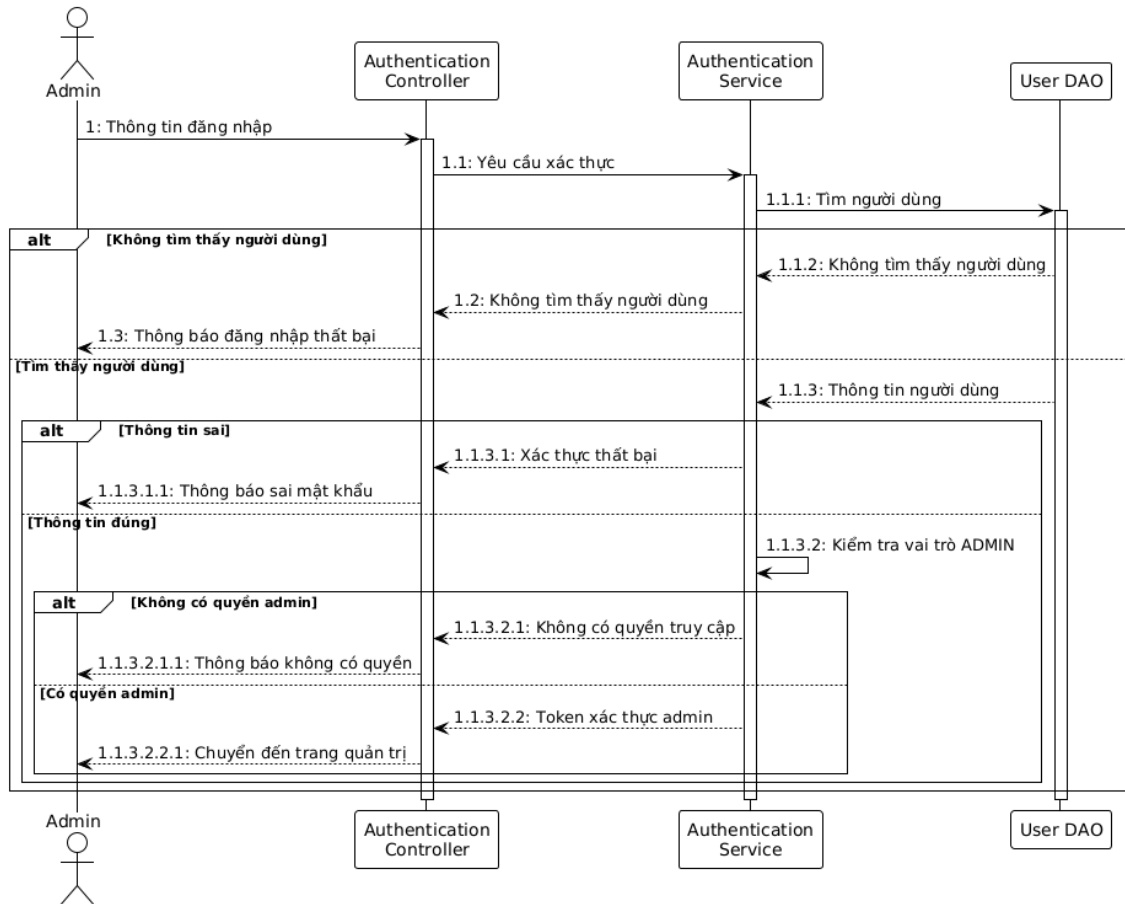 Admin
Authentication
Controller
Authentication
Service
User DAO
1: Thông tin đăng nhập
1.1: Yêu cầu xác thực
1.1.1: Tìm người dùng
alt [Không tìm thấy người dùng]
1.1.2: Không tìm thấy người dùng
1.2: Không tìm thấy người dùng
1.3: Thông báo đăng nhập thất bại
[Tìm thấy người dùng]
1.1.3: Thông tin người dùng
alt [Thông tin sai]
1.1.3.1: Xác thực thất bại
1.1.3.1.1: Thông báo sai mật khẩu
[Thông tin đúng]
1.1.3.2: Kiểm tra vai trò ADMIN
alt [Không có quyền admin]
1.1.3.2.1: Không có quyền truy cập
1.1.3.2.1.1: Thông báo không có quyền
[Có quyền admin]
1.1.3.2.2: Token xác thực admin
1.1.3.2.2.1: Chuyển đến trang quản trị
Admin
Authentication
Controller
Authentication
Service
User DAO